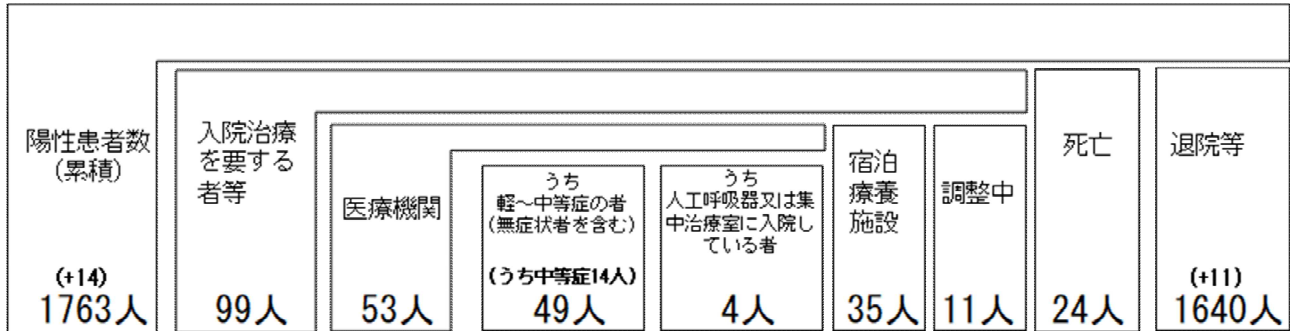 陽性患者数
(累積)
(+14)
1763人
入院治療
を要する
者等
99人
医療機関
53人
うち
軽～中等症の者
(無症状者を含む)
(うち中等症14人)
49人
うち
人工呼吸器又は集
中治療室に入院し
ている者
4人
宿泊
療養
施設
35人
調整中
11人
死亡
24人
退院等
(+11)
1640人